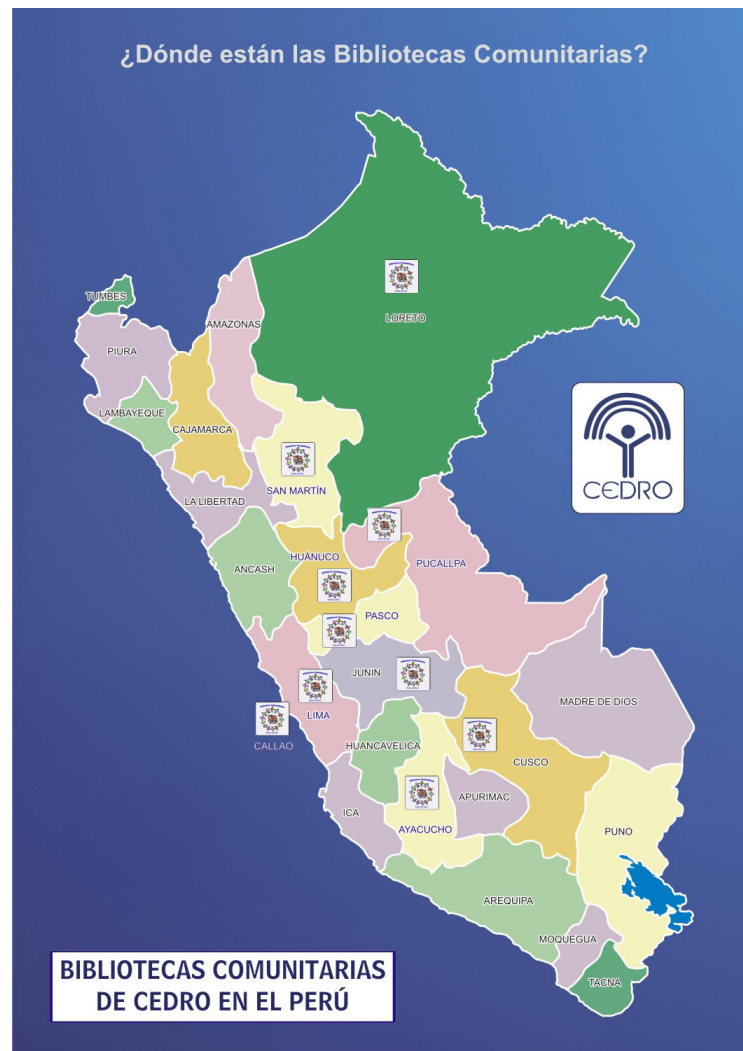 ¿Dónde están las Bibliotecas Comunitarias?
TUMBES
PIURA
LAMBAYEQUE
CAJAMARCA
AMAZONAS
LORETO
SAN MARTÍN
LA LIBERTAD
CEDRO
ANCASH
HUÁNUCO
PUCALLPA
PASCO
JUNIN
LIMA
CALLAO
MADRE DE DIOS
HUANCAVELICA
CUSCO
ICA
AYACUCHO
APURIMAC
PUNO
AREQUIPA
MOQUEGUA
TACNA
BIBLIOTECAS COMUNITARIAS
DE CEDRO EN EL PERÚ